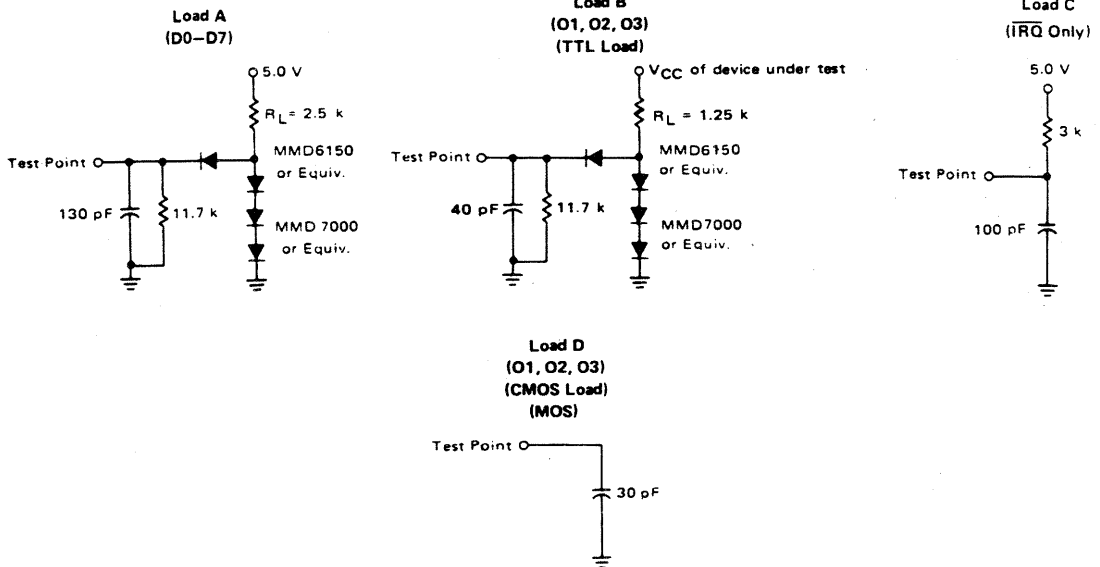 Load A
(D0–D7)
5.0 V
RL = 2.5 k
MMD6150
or Equiv.
Test Point
130 pF
11.7 k
MMD 7000
or Equiv.
Load B
(O1, O2, O3)
(TTL Load)
VCC of device under test
RL = 1.25 k
MMD6150
or Equiv.
Test Point
40 pF
11.7 k
MMD7000
or Equiv.
Load C
(IRQ Only)
5.0 V
3 k
Test Point
100 pF
Load D
(O1, O2, O3)
(CMOS Load)
(MOS)
Test Point
30 pF